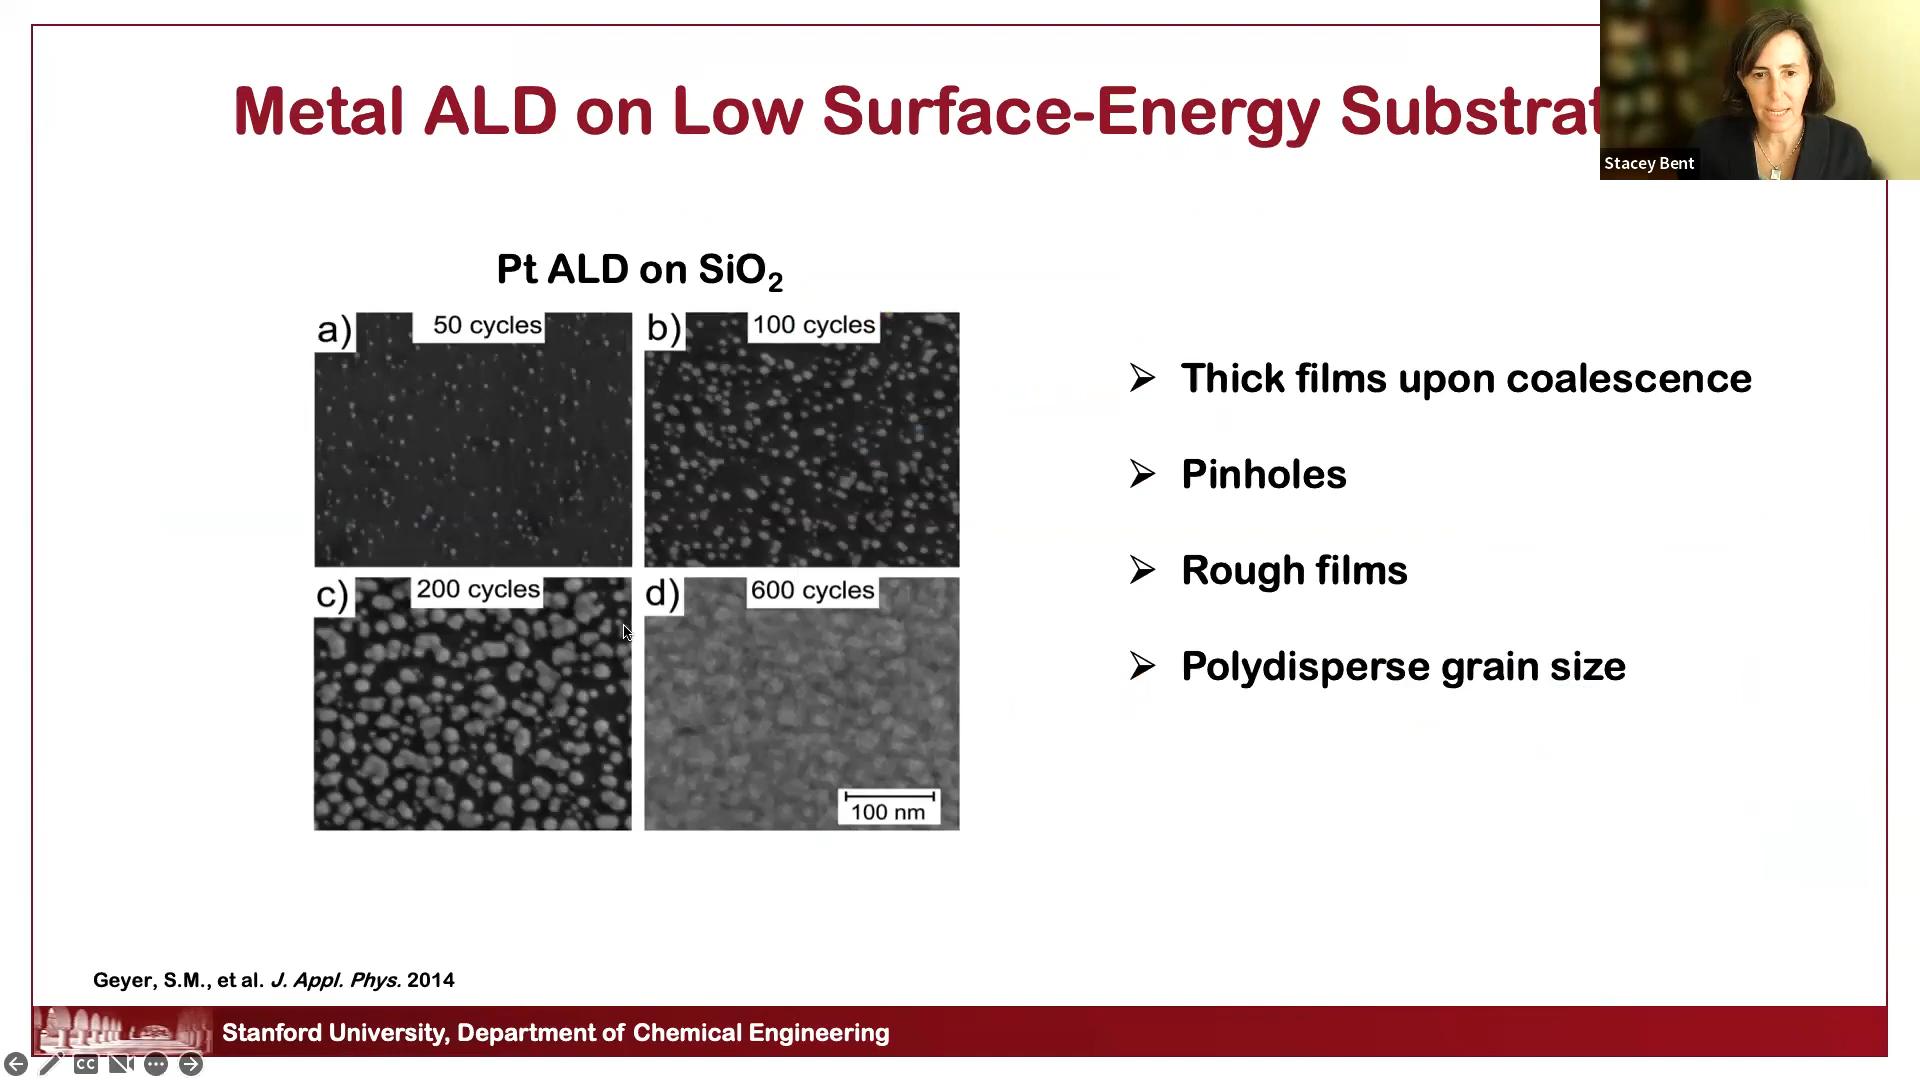 Metal ALD on Low Surface-Energy
Stacey Bent
Pt ALD on SiO₂
a) 50 cycles
b) 100 cycles
c) 200 cycles
d) 600 cycles
100 nm
➢ Thick films upon coalescence
➢ Pinholes
➢ Rough films
➢ Polydisperse grain size
Geyer, S.M., et al. J. Appl. Phys. 2014
Stanford University, Department of Chemical Engineering
CC